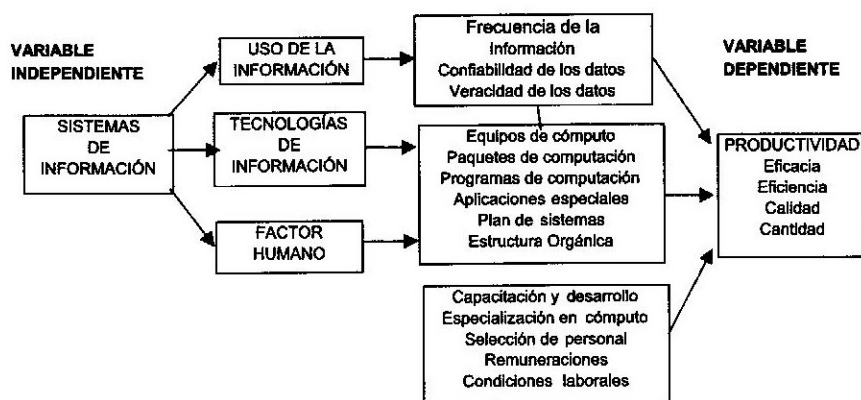 VARIABLE
INDEPENDIENTE
SISTEMAS
DE
INFORMACIÓN
USO DE LA
INFORMACIÓN
TECNOLOGÍAS
DE
INFORMACIÓN
FACTOR
HUMANO
Frecuencia de la
Información
Confiabilidad de los datos
Veracidad de los datos
Equipos de cómputo
Paquetes de computación
Programas de computación
Aplicaciones especiales
Plan de sistemas
Estructura Orgánica
Capacitación y desarrollo
Especialización en cómputo
Selección de personal
Remuneraciones
Condiciones laborales
VARIABLE
DEPENDIENTE
PRODUCTIVIDAD
Eficacia
Eficiencia
Calidad
Cantidad